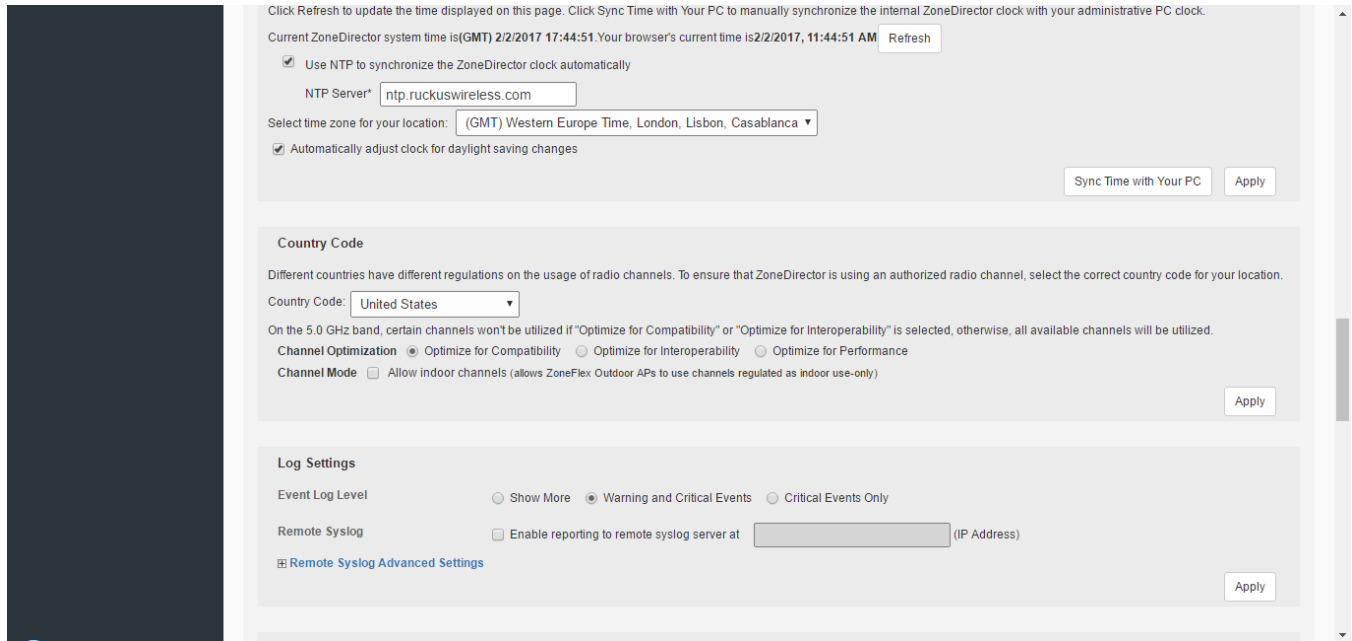 Click Refresh to update the time displayed on this page. Click Sync Time with Your PC to manually synchronize the internal ZoneDirector clock with your administrative PC clock.
Current ZoneDirector system time is(GMT) 2/2/2017 17:44:51.Your browser's current time is2/2/2017, 11:44:51 AM Refresh
Use NTP to synchronize the ZoneDirector clock automatically
NTP Server* ntp.ruckuswireless.com
Select time zone for your location: (GMT) Western Europe Time, London, Lisbon, Casablanca
Automatically adjust clock for daylight saving changes
Sync Time with Your PC Apply
Country Code
Different countries have different regulations on the usage of radio channels. To ensure that ZoneDirector is using an authorized radio channel, select the correct country code for your location.
Country Code: United States
On the 5.0 GHz band, certain channels won't be utilized if "Optimize for Compatibility" or "Optimize for Interoperability" is selected, otherwise, all available channels will be utilized.
Channel Optimization Optimize for Compatibility Optimize for Interoperability Optimize for Performance
Channel Mode Allow indoor channels (allows ZoneFlex Outdoor APs to use channels regulated as indoor use-only)
Apply
Log Settings
Event Log Level Show More Warning and Critical Events Critical Events Only
Remote Syslog Enable reporting to remote syslog server at (IP Address)
Remote Syslog Advanced Settings
Apply